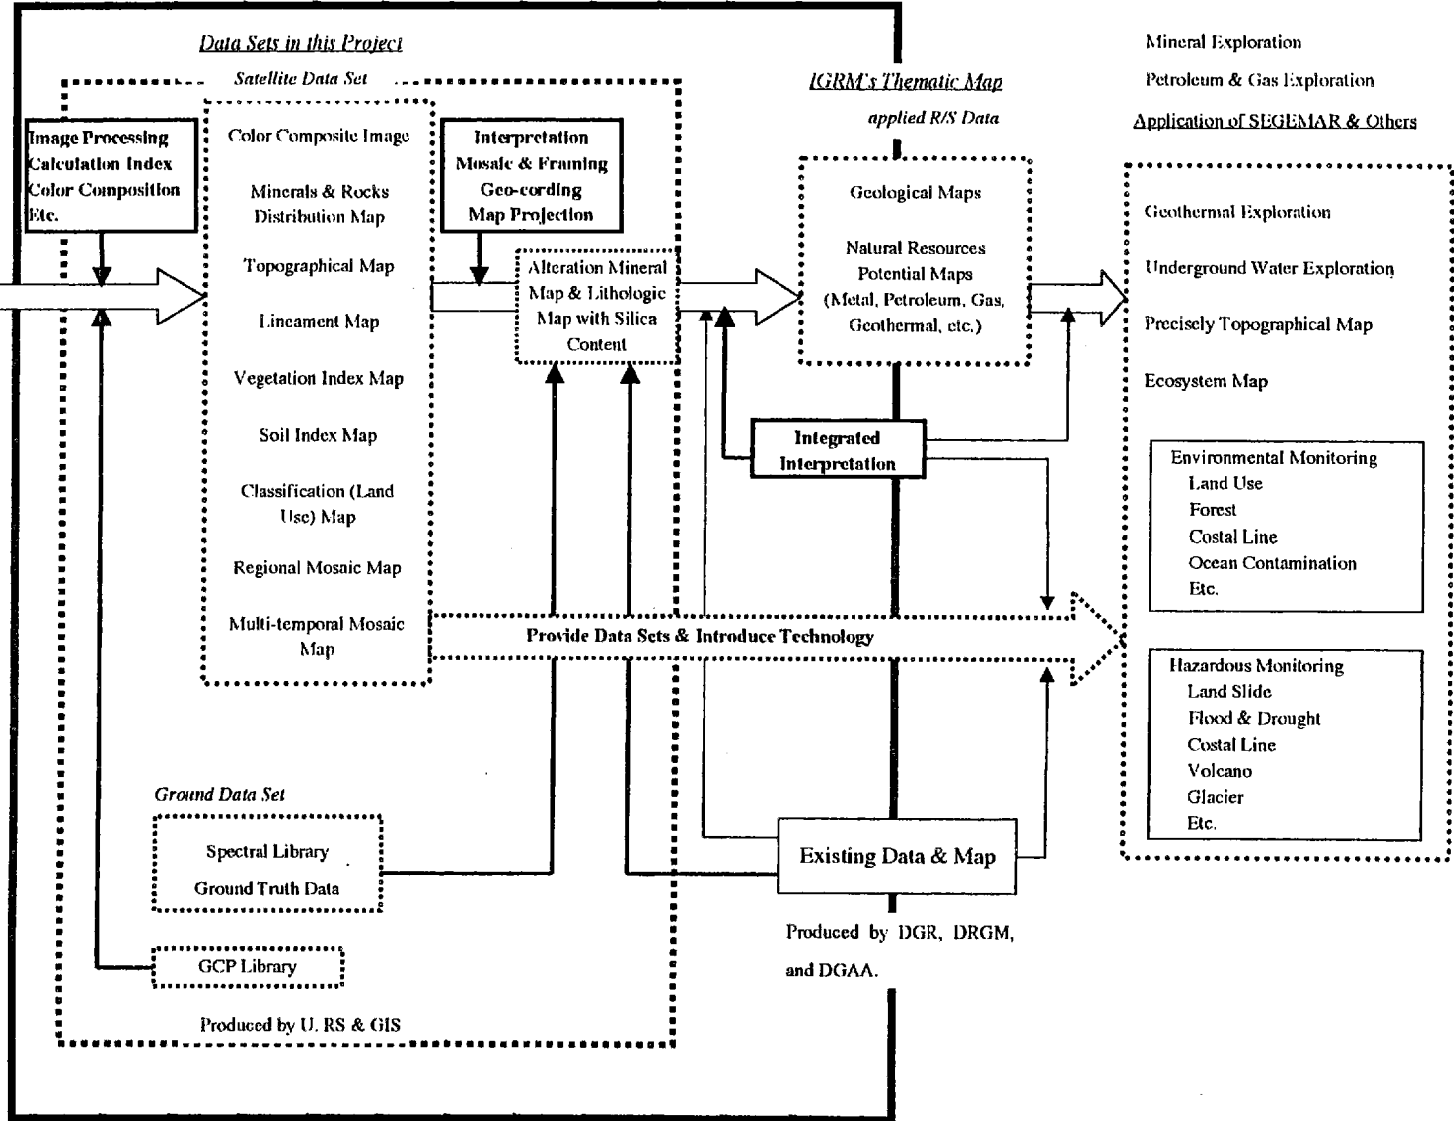 Data Sets in this Project
Satellite Data Set
Image Processing
Calculation Index
Color Composition
Etc.
Color Composite Image
Minerals & Rocks
Distribution Map
Topographical Map
Lineament Map
Vegetation Index Map
Soil Index Map
Classification (Land
Use) Map
Regional Mosaic Map
Multi-temporal Mosaic
Map
Interpretation
Mosaic & Framing
Geo-cording
Map Projection
Alteration Mineral
Map & Lithologic
Map with Silica
Content
IGRM's Thematic Map
applied R/S Data
Geological Maps
Natural Resources
Potential Maps
(Metal, Petroleum, Gas,
Geothermal, etc.)
Integrated
Interpretation
Provide Data Sets & Introduce Technology
Ground Data Set
Spectral Library
Ground Truth Data
GCP Library
Produced by U. RS & GIS
Existing Data & Map
Produced by DGR, DRGM,
and DGAA.
Mineral Exploration
Petroleum & Gas Exploration
Application of SEGEMAR & Others
Geothermal Exploration
Underground Water Exploration
Precisely Topographical Map
Ecosystem Map
Environmental Monitoring
Land Use
Forest
Costal Line
Ocean Contamination
Etc.
Hazardous Monitoring
Land Slide
Flood & Drought
Costal Line
Volcano
Glacier
Etc.